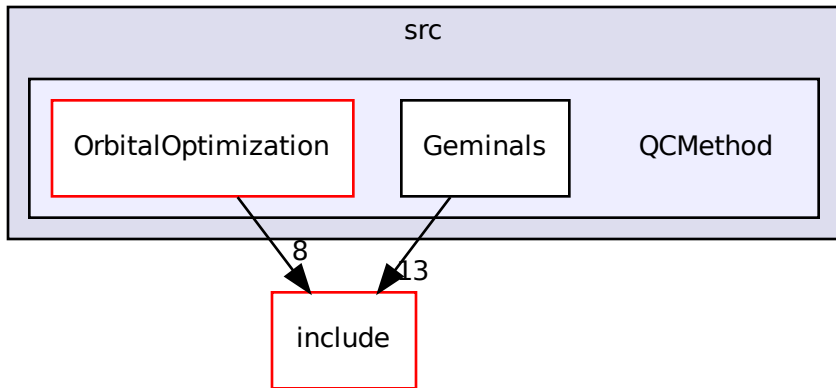 src
OrbitalOptimization
Geminals
QCMethod
8
13
include